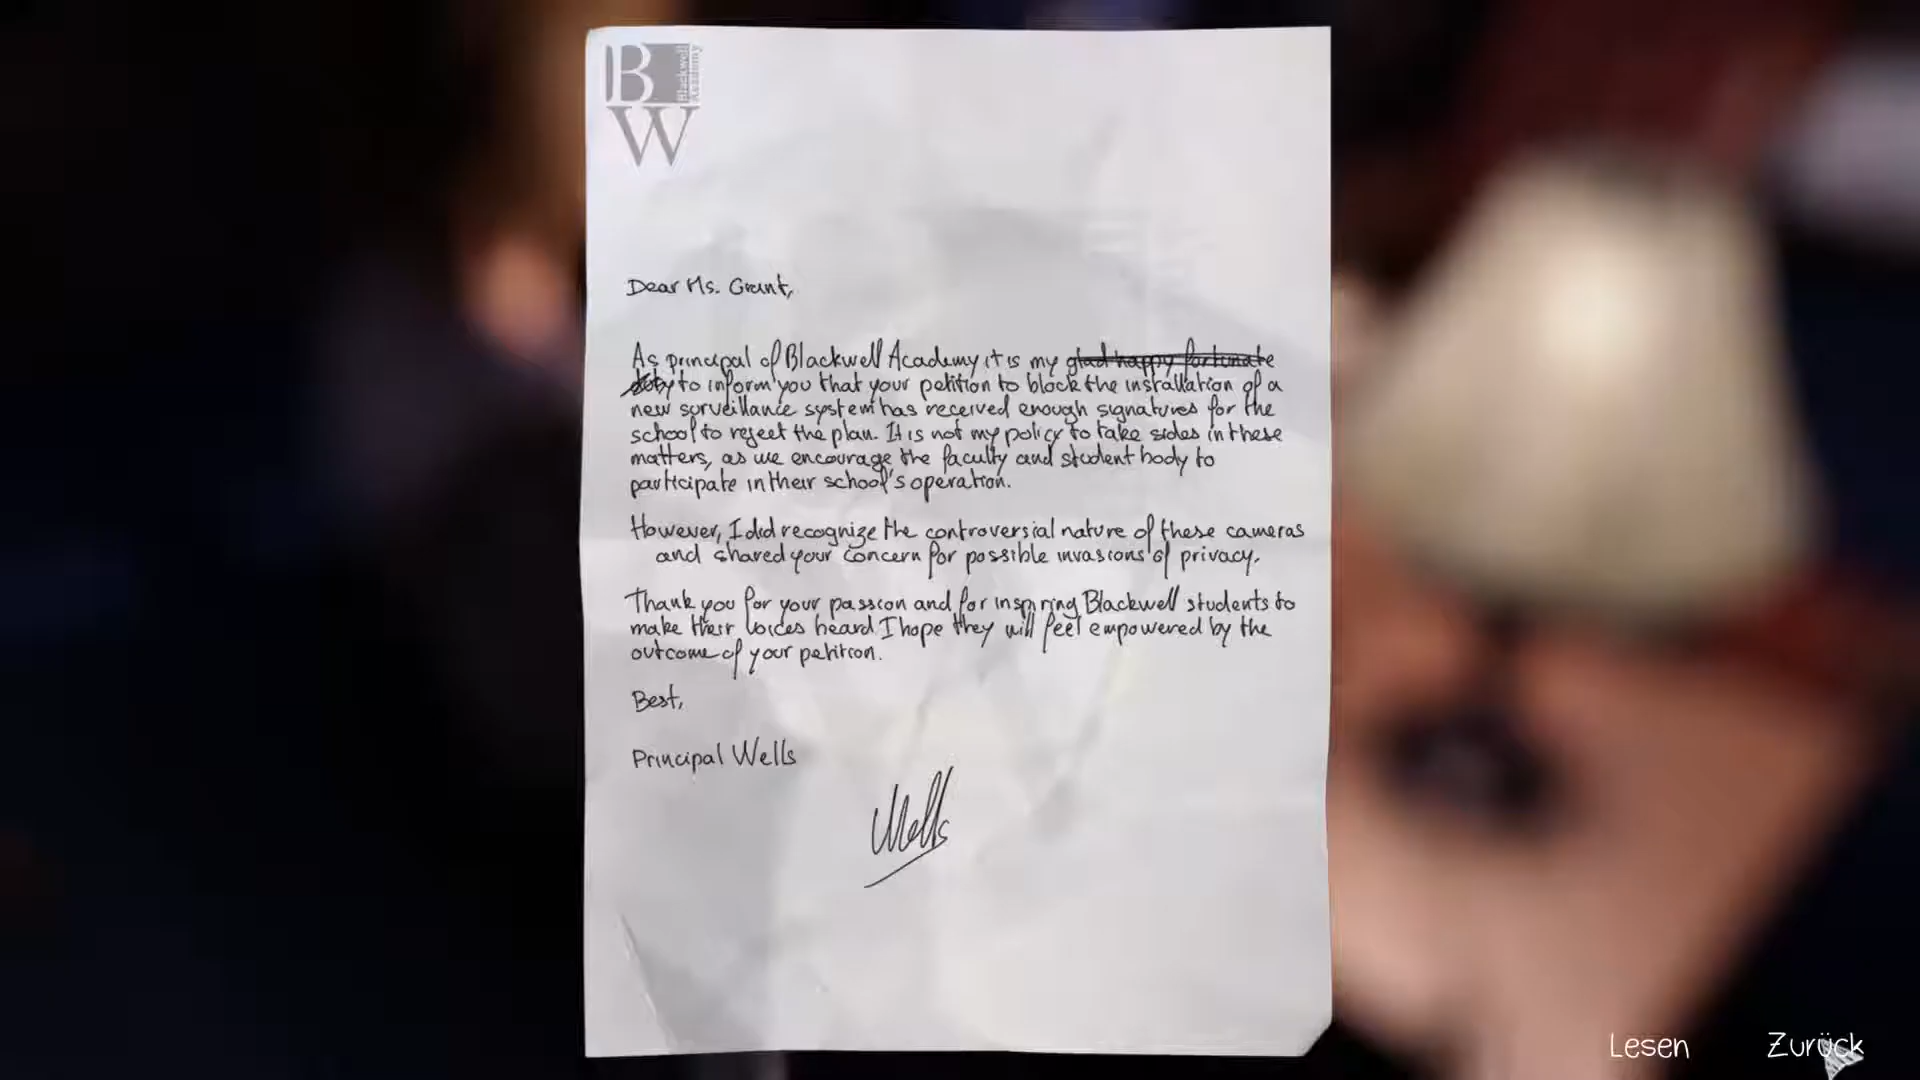 B
Blackwell
Academy
W
Dear Ms. Grant,
As principal of Blackwell Academy it is my glad happy fortunate
duty to inform you that your petition to block the installation of a
new surveillance system has received enough signatures for the
school to reject the plan. It is not my policy to take sides in these
matters, as we encourage the faculty and student body to
participate in their school's operation.
However, I did recognize the controversial nature of these cameras
and shared your concern for possible invasions of privacy.
Thank you for your passion and for inspiring Blackwell students to
make their voices heard I hope they will feel empowered by the
outcome of your petition.
Best,
Principal Wells
Wells
Lesen Zurück